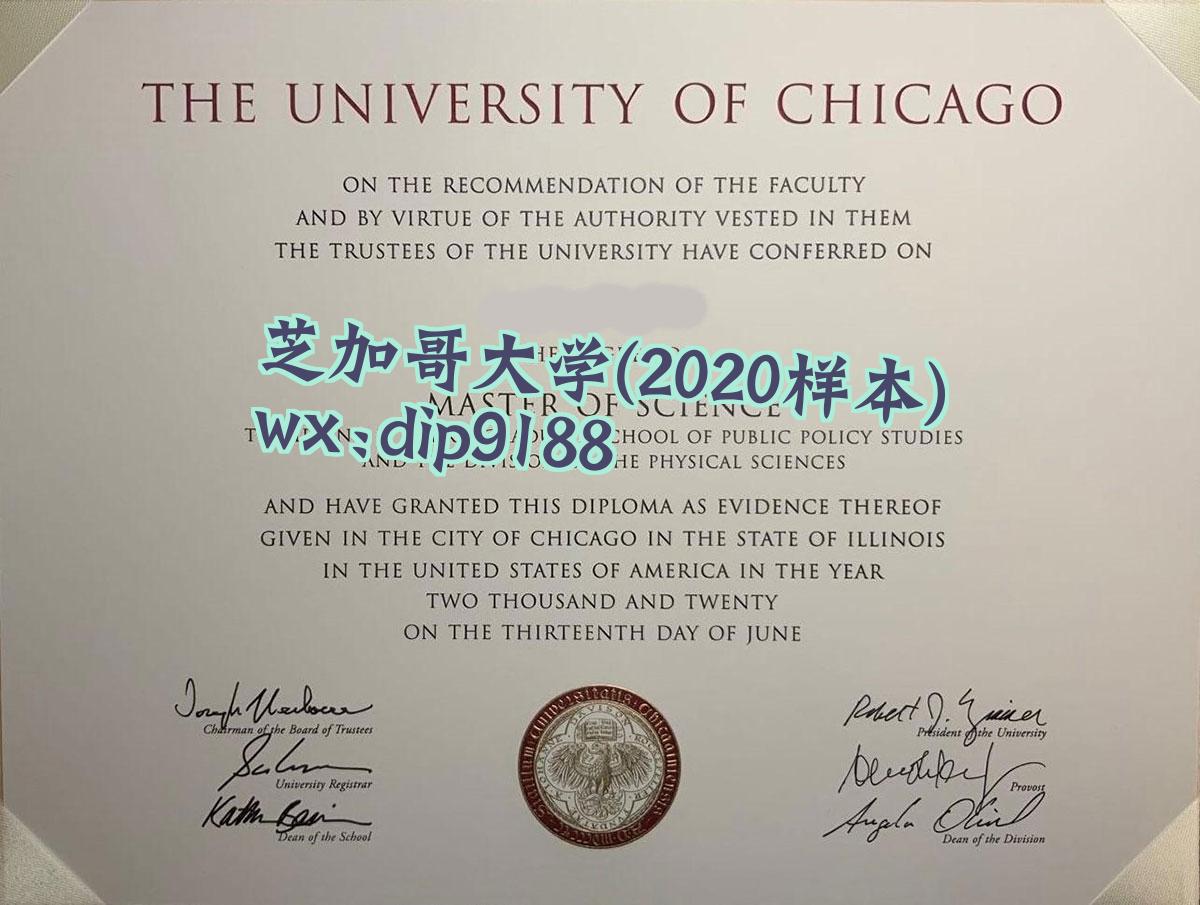 THE UNIVERSITY OF CHICAGO
ON THE RECOMMENDATION OF THE FACULTY
AND BY VIRTUE OF THE AUTHORITY VESTED IN THEM
THE TRUSTEES OF THE UNIVERSITY HAVE CONFERRED ON
芝加哥大学(2020样本)
MASTER OF SCIENCE
wx:dip9188
SCHOOL OF PUBLIC POLICY STUDIES
AND THE PHYSICAL SCIENCES
AND HAVE GRANTED THIS DIPLOMA AS EVIDENCE THEREOF
GIVEN IN THE CITY OF CHICAGO IN THE STATE OF ILLINOIS
IN THE UNITED STATES OF AMERICA IN THE YEAR
TWO THOUSAND AND TWENTY
ON THE THIRTEENTH DAY OF JUNE
Chairman of the Board of Trustees
University Registrar
Dean of the School
Robert J.
President of the University
Provost
Angela
Dean of the Division